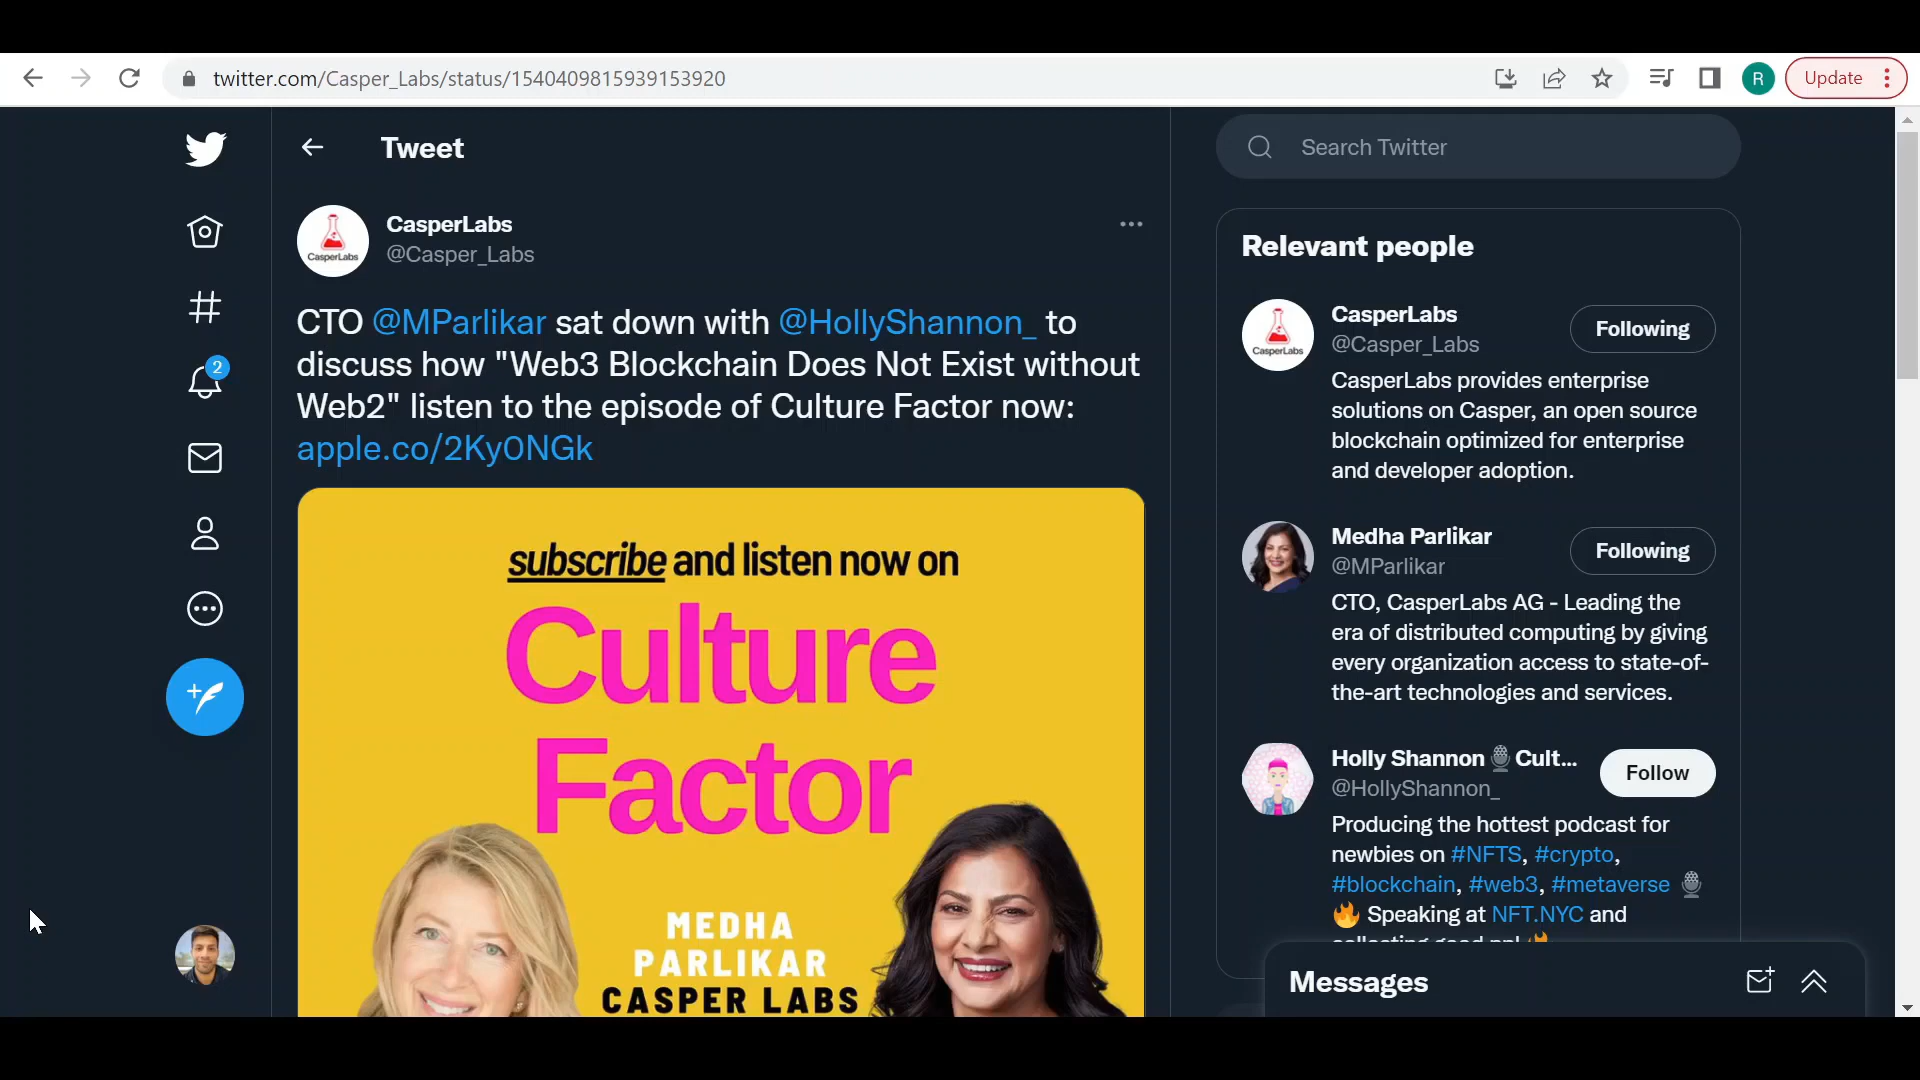 twitter.com/Casper_Labs/status/1540409815939153920
R
Update
Tweet
Search Twitter
CasperLabs
CasperLabs
@Casper_Labs
CTO @MParlikar sat down with @HollyShannon_ to
discuss how "Web3 Blockchain Does Not Exist without
Web2" listen to the episode of Culture Factor now:
apple.co/2Ky0NGk
subscribe and listen now on
Culture
Factor
MEDHA
PARLIKAR
CASPER LABS
2
Relevant people
CasperLabs
CasperLabs
@Casper_Labs
Following
CasperLabs provides enterprise
solutions on Casper, an open source
blockchain optimized for enterprise
and developer adoption.
Medha Parlikar
@MParlikar
Following
CTO, CasperLabs AG - Leading the
era of distributed computing by giving
every organization access to state-of-
the-art technologies and services.
Holly Shannon🎙Cult...
@HollyShannon_
Follow
Producing the hottest podcast for
newbies on #NFTS, #crypto,
#blockchain, #web3, #metaverse 🎙
🔥 Speaking at NFT.NYC and
Messages